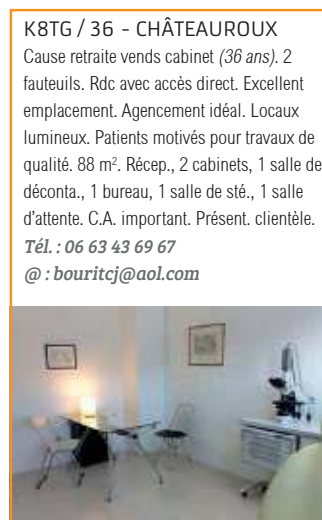 K8TG / 36 - CHÂTEAUROUX
Cause retraite vends cabinet (36 ans). 2
fauteuils. Rdc avec accès direct. Excellent
emplacement. Agencement idéal. Locaux
lumineux. Patients motivés pour travaux de
qualité. 88 m². Récep., 2 cabinets, 1 salle de
déconta., 1 bureau, 1 salle de sté., 1 salle
d'attente. C.A. important. Présent. clientèle.
Tél. : 06 63 43 69 67
@ : bouritcj@aol.com